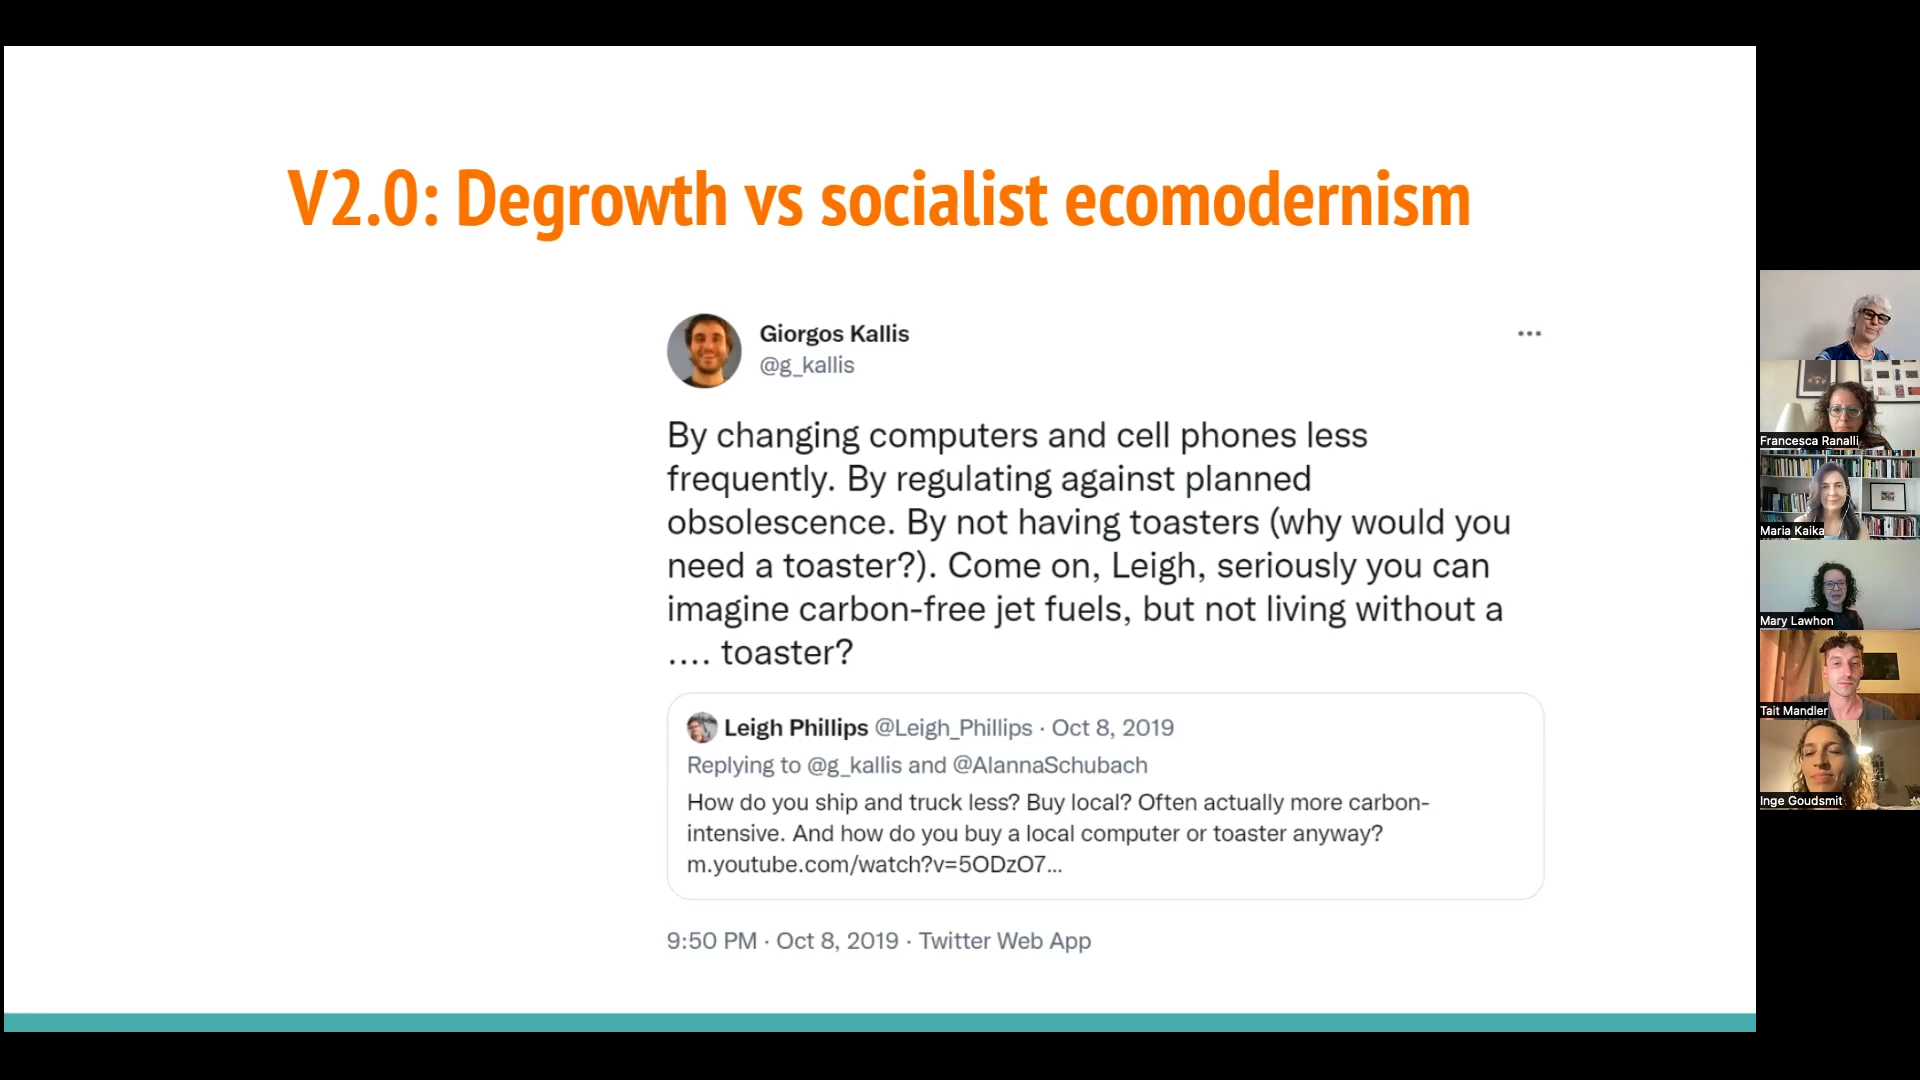 V2.0: Degrowth vs socialist ecomodernism
Giorgos Kallis
@g_kallis
By changing computers and cell phones less
frequently. By regulating against planned
obsolescence. By not having toasters (why would you
need a toaster?). Come on, Leigh, seriously you can
imagine carbon-free jet fuels, but not living without a
.... toaster?
Leigh Phillips @Leigh_Phillips · Oct 8, 2019
Replying to @g_kallis and @AlannaSchubach
How do you ship and truck less? Buy local? Often actually more carbon-
intensive. And how do you buy a local computer or toaster anyway?
m.youtube.com/watch?v=5ODzO7...
9:50 PM · Oct 8, 2019 · Twitter Web App
Francesca Ranalli
Maria Kaika
Mary Lawhon
Tait Mandler
Inge Goudsmit